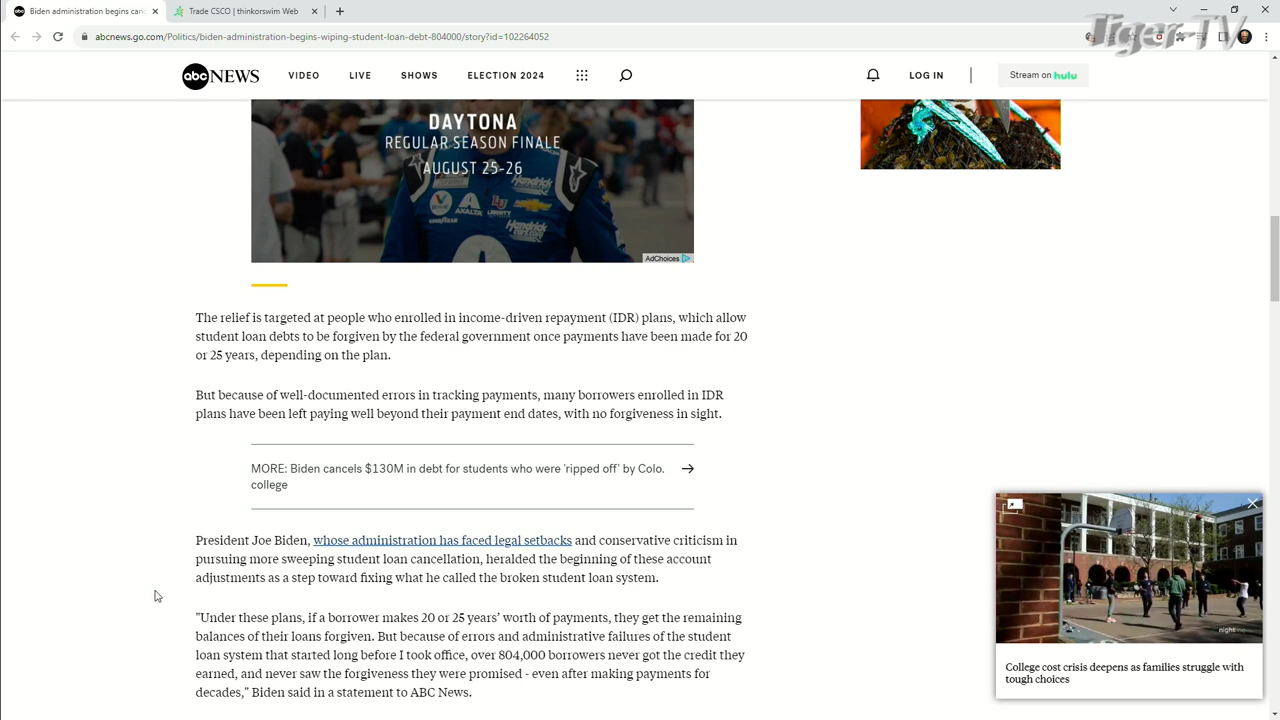 Biden administration begins canc
Trade CSCO | thinkorswim Web
Tiger-TV
abcnews.go.com/Politics/biden-administration-begins-wiping-student-loan-debt-804000/story?id=102264052
abc NEWS
VIDEO
LIVE
SHOWS
ELECTION 2024
LOG IN
Stream on hulu
DAYTONA
REGULAR SEASON FINALE
AUGUST 25-26
Hendrick
VALVOLINE
AXALTA
LIBERTY
CHEVROLET
Hendrick
AdChoices
The relief is targeted at people who enrolled in income-driven repayment (IDR) plans, which allow
student loan debts to be forgiven by the federal government once payments have been made for 20
or 25 years, depending on the plan.
But because of well-documented errors in tracking payments, many borrowers enrolled in IDR
plans have been left paying well beyond their payment end dates, with no forgiveness in sight.
MORE: Biden cancels $130M in debt for students who were 'ripped off' by Colo.
college
President Joe Biden, whose administration has faced legal setbacks and conservative criticism in
pursuing more sweeping student loan cancellation, heralded the beginning of these account
adjustments as a step toward fixing what he called the broken student loan system.
"Under these plans, if a borrower makes 20 or 25 years’ worth of payments, they get the remaining
balances of their loans forgiven. But because of errors and administrative failures of the student
loan system that started long before I took office, over 804,000 borrowers never got the credit they
earned, and never saw the forgiveness they were promised - even after making payments for
decades," Biden said in a statement to ABC News.
College cost crisis deepens as families struggle with
tough choices